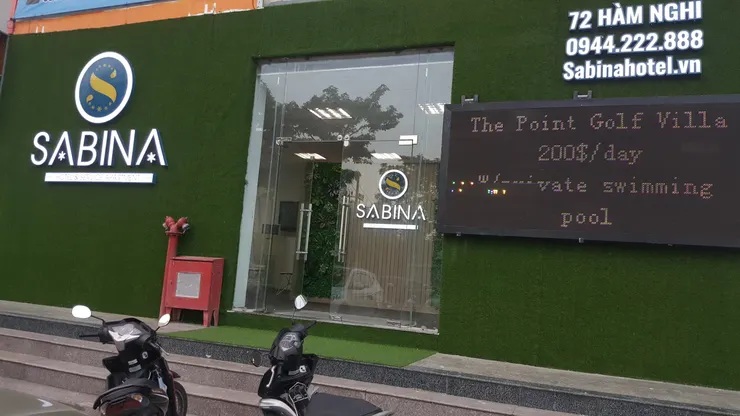 SABINA
72 HÀM NGHI
0944.222.888
Sabinahotel.vn
SABINA
The Point Golf Villa
200$/day
swimming
pool